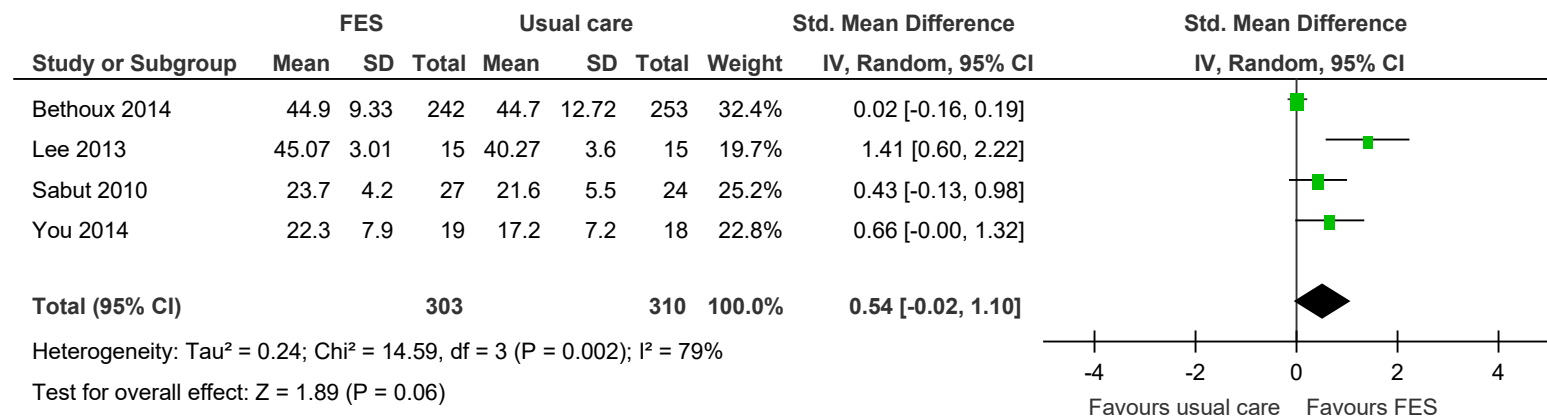 FES Usual care Std. Mean Difference Std. Mean Difference
Study or Subgroup Mean SD Total Mean SD Total Weight IV, Random, 95% CI IV, Random, 95% CI
Bethoux 2014 44.9 9.33 242 44.7 12.72 253 32.4% 0.02 [-0.16, 0.19]
Lee 2013 45.07 3.01 15 40.27 3.6 15 19.7% 1.41 [0.60, 2.22]
Sabut 2010 23.7 4.2 27 21.6 5.5 24 25.2% 0.43 [-0.13, 0.98]
You 2014 22.3 7.9 19 17.2 7.2 18 22.8% 0.66 [-0.00, 1.32]
Total (95% CI) 303 310 100.0% 0.54 [-0.02, 1.10]
Heterogeneity: Tau² = 0.24; Chi² = 14.59, df = 3 (P = 0.002); I² = 79%
Test for overall effect: Z = 1.89 (P = 0.06)
-4 -2 0 2 4
Favours usual care Favours FES